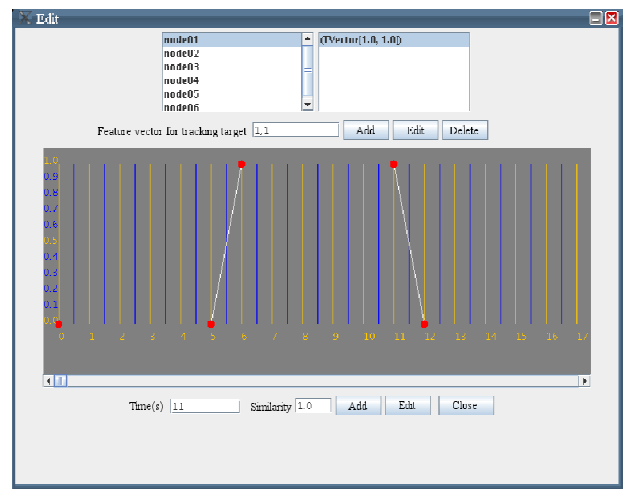 Edit
node01
node02
node03
node04
node05
node06
(TVector[1.0, 1.0])
Feature vector for tracking target 1,1 Add Edit Delete
1.0
0.9
0.8
0.7
0.6
0.5
0.4
0.3
0.2
0.1
0.0
0 1 2 3 4 5 6 7 8 9 10 11 12 13 14 15 16 17
Time(s) 11 Similarity 1.0 Add Edit Close